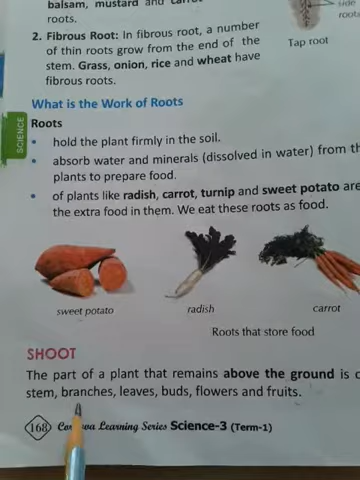 balsam, mustard and carrot
roots.
side
root
Tap root
2. Fibrous Root: In fibrous root, a number
of thin roots grow from the end of the
stem. Grass, onion, rice and wheat have
fibrous roots.
What is the Work of Roots
SCIENCE
Roots
• hold the plant firmly in the soil.
• absorb water and minerals (dissolved in water) from th
plants to prepare food.
• of plants like radish, carrot, turnip and sweet potato are
the extra food in them. We eat these roots as food.
sweet potato radish carrot
Roots that store food
SHOOT
The part of a plant that remains above the ground is c
stem, branches, leaves, buds, flowers and fruits.
168 Learning Series Science-3 (Term-1)